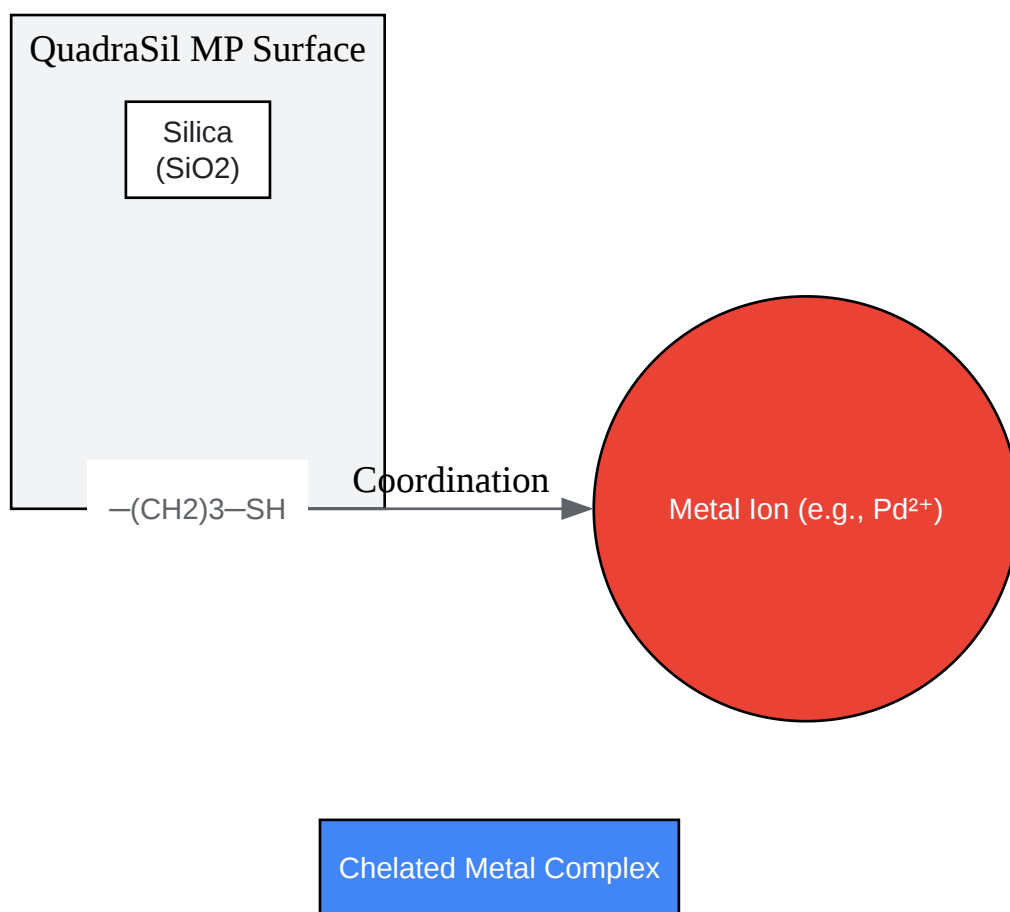 QuadraSil MP Surface
Silica
(SiO2)
─(CH2)3─SH
Coordination
Metal Ion (e.g., Pd²⁺)
Chelated Metal Complex